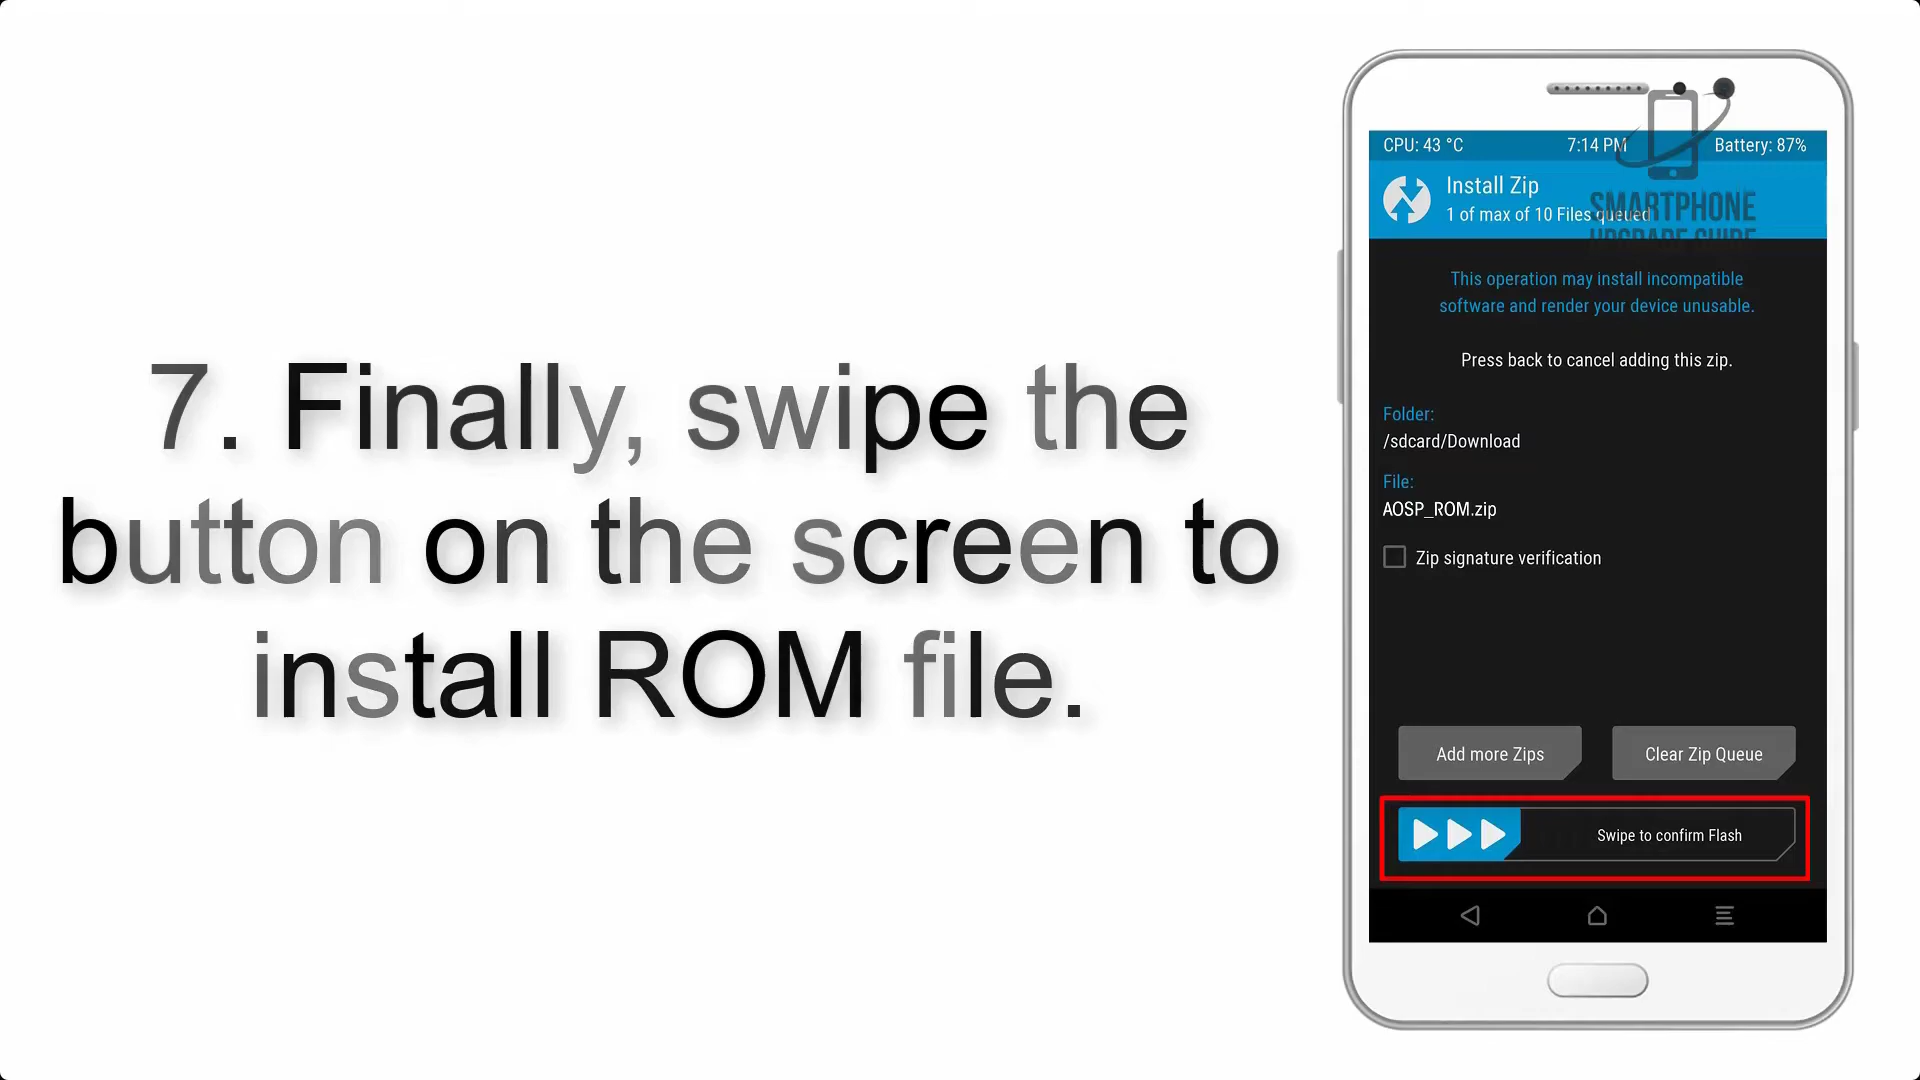 7. Finally, swipe the
button on the screen to
install ROM file.
CPU: 43 °C 7:14 PM Battery: 87%
Install Zip
1 of max of 10 Files queued
SMARTPHONE
UPGRADE GUIDE
This operation may install incompatible
software and render your device unusable.
Press back to cancel adding this zip.
Folder:
/sdcard/Download
File:
AOSP_ROM.zip
Zip signature verification
Add more Zips Clear Zip Queue
Swipe to confirm Flash